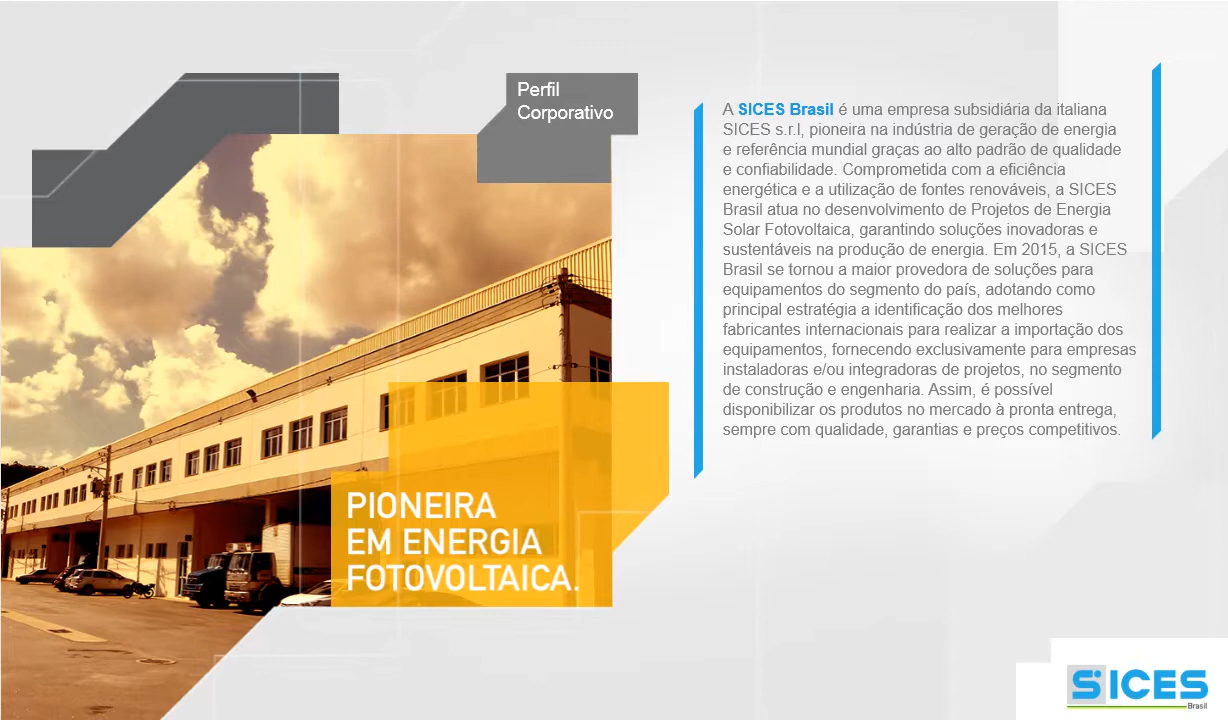 Perfil
Corporativo
A SICES Brasil é uma empresa subsidiária da italiana
SICES s.r.l, pioneira na indústria de geração de energia
e referência mundial graças ao alto padrão de qualidade
e confiabilidade. Comprometida com a eficiência
energética e a utilização de fontes renováveis, a SICES
Brasil atua no desenvolvimento de Projetos de Energia
Solar Fotovoltaica, garantindo soluções inovadoras e
sustentáveis na produção de energia. Em 2015, a SICES
Brasil se tornou a maior provedora de soluções para
equipamentos do segmento do país, adotando como
principal estratégia a identificação dos melhores
fabricantes internacionais para realizar a importação dos
equipamentos, fornecendo exclusivamente para empresas
instaladoras e/ou integradoras de projetos, no segmento
de construção e engenharia. Assim, é possível
disponibilizar os produtos no mercado à pronta entrega,
sempre com qualidade, garantias e preços competitivos.
PIONEIRA
EM ENERGIA
FOTOVOLTAICA.
SICES
Brasil